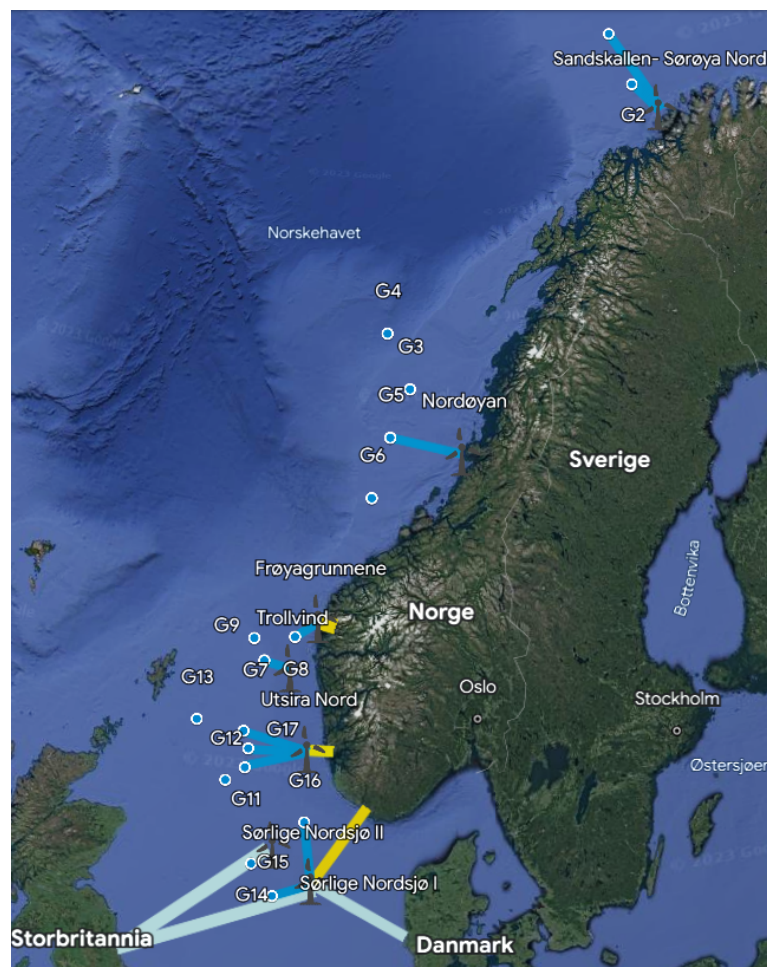 Sandskallen- Sørøya Nord
G2
Norskehavet
G4
G3
G5
Nordøyan
G6
Sverige
Bottenvika
Frøyagrunnene
Norge
Trollvind
G9
G7
G8
G13
Utsira Nord
Oslo
Stockholm
G17
G12
G16
Østersjøen
G11
Sørlige Nordsjø II
G15
Sørlige Nordsjø I
G14
Storbritannia
Danmark